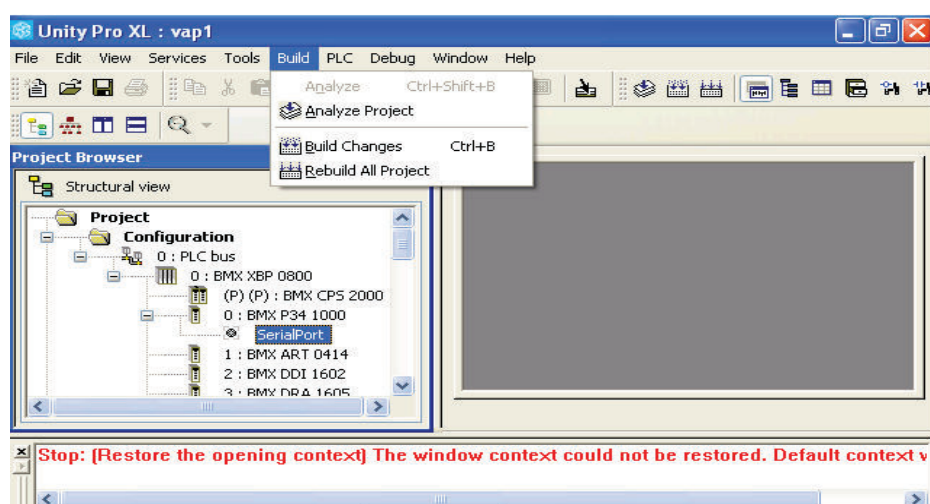 Unity Pro XL : vap1
File Edit View Services Tools Build PLC Debug Window Help
Analyze Ctrl+Shift+B
Analyze Project
Build Changes Ctrl+B
Rebuild All Project
Project Browser
Structural view
Project
Configuration
0 : PLC bus
0 : BMX XBP 0800
(P) (P) : BMX CPS 2000
0 : BMX P34 1000
SerialPort
1 : BMX ART 0414
2 : BMX DDI 1602
3 : BMX DRA 1605
Stop: (Restore the opening context) The window context could not be restored. Default context v